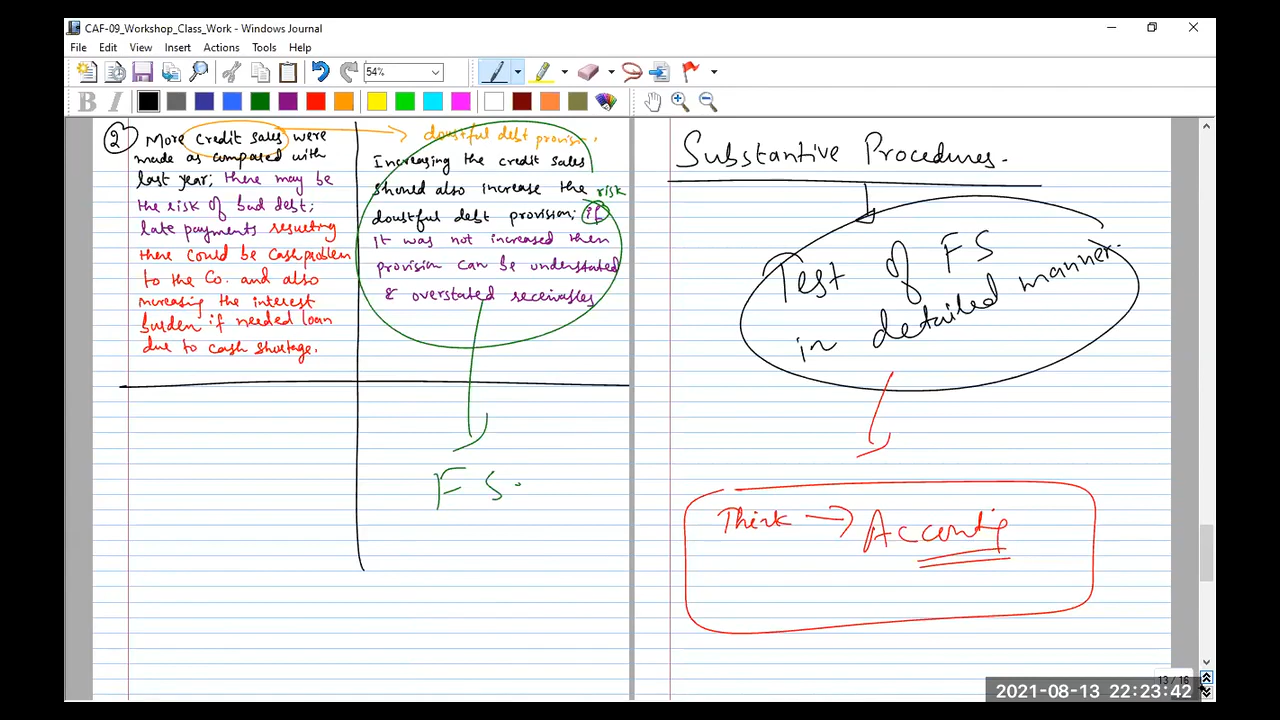 CAF-09_Workshop_Class_Work - Windows Journal
File Edit View Insert Actions Tools Help
54%
B I
2 More credit sales were
made as compared with
last year; there may be
the risk of bad debt;
late payments resulting
there could be cash problem
to the Co. and also
increasing the interest
burden if needed loan
due to cash shortage.
doubtful debt provision.
Increasing the credit sales
should also increase the risk
doubtful debt provision; if
it was not increased then
provision can be understated
& overstated receivables
FS.
Substantive Procedures.
Test of FS
in detailed manner.
Think → Accounting
13 / 16
2021-08-13 22:23:42